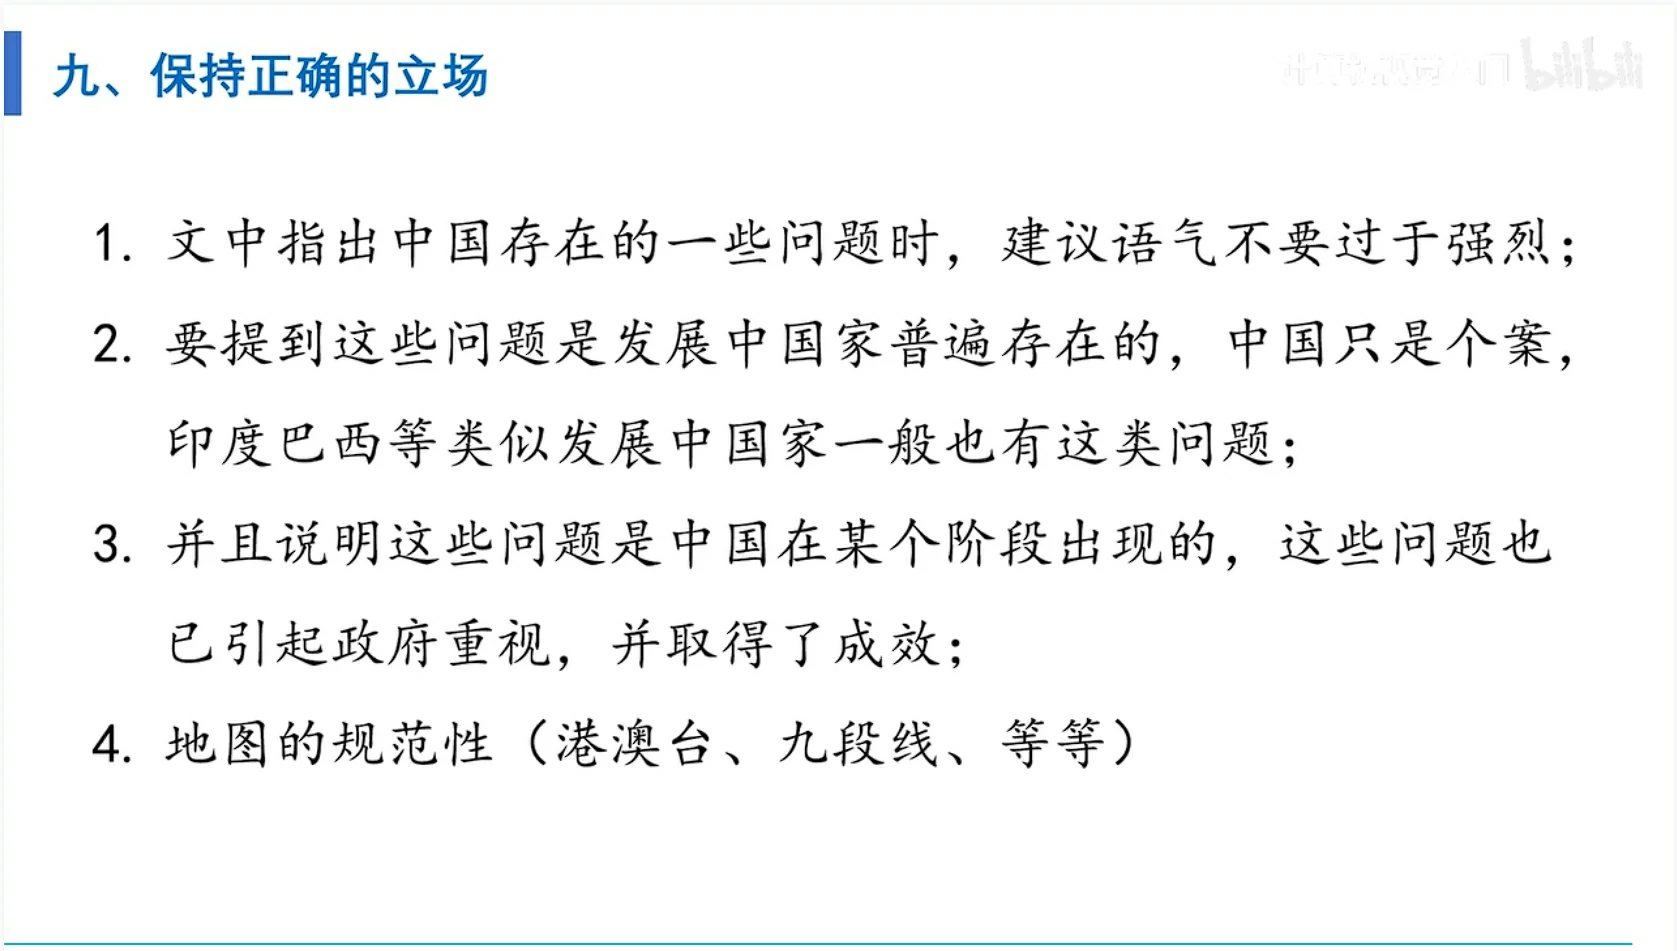 九、保持正确的立场
bilibili
1. 文中指出中国存在的一些问题时，建议语气不要过于强烈；
2. 要提到这些问题是发展中国家普遍存在的，中国只是个案，
印度巴西等类似发展中国家一般也有这类问题；
3. 并且说明这些问题是中国在某个阶段出现的，这些问题也
已引起政府重视，并取得了成效；
4. 地图的规范性（港澳台、九段线、等等）